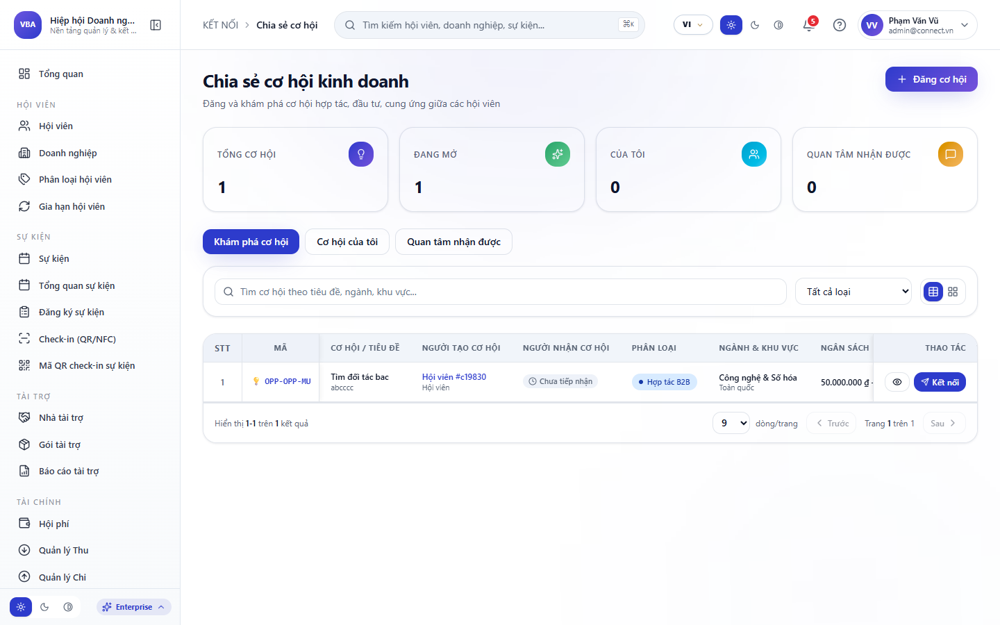 VBA
Hiệp hội Doanh ng...
Nền tảng quản lý & kết ...
KẾT NỐI > Chia sẻ cơ hội
Tìm kiếm hội viên, doanh nghiệp, sự kiện...
⌘K
VI
5
VV
Phạm Văn Vũ
admin@connect.vn
Tổng quan
HỘI VIÊN
Hội viên
Doanh nghiệp
Phân loại hội viên
Gia hạn hội viên
SỰ KIỆN
Sự kiện
Tổng quan sự kiện
Đăng ký sự kiện
Check-in (QR/NFC)
Mã QR check-in sự kiện
TÀI TRỢ
Nhà tài trợ
Gói tài trợ
Báo cáo tài trợ
TÀI CHÍNH
Hội phí
Quản lý Thu
Quản lý Chi
Enterprise
Chia sẻ cơ hội kinh doanh
Đăng và khám phá cơ hội hợp tác, đầu tư, cung ứng giữa các hội viên
Đăng cơ hội
TỔNG CƠ HỘI
1
ĐANG MỞ
1
CỦA TÔI
0
QUAN TÂM NHẬN ĐƯỢC
0
Khám phá cơ hội
Cơ hội của tôi
Quan tâm nhận được
Tìm cơ hội theo tiêu đề, ngành, khu vực...
Tất cả loại
STT MÃ CƠ HỘI / TIÊU ĐỀ NGƯỜI TẠO CƠ HỘI NGƯỜI NHẬN CƠ HỘI PHÂN LOẠI NGÀNH & KHU VỰC NGÂN SÁCH THAO TÁC
1 OPP-OPP-MU Tìm đối tác bac Hội viên #c19830 Chưa tiếp nhận Hợp tác B2B Công nghệ & Số hóa 50.000.000 ₫ - Kết nối
abcccc Hội viên Toàn quốc
Hiển thị 1-1 trên 1 kết quả
9 dòng/trang Trước Trang 1 trên 1 Sau